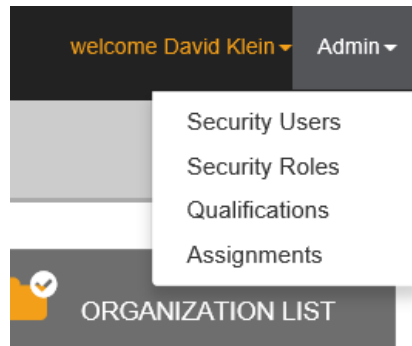 welcome David Klein
Admin
Security Users
Security Roles
Qualifications
Assignments
ORGANIZATION LIST